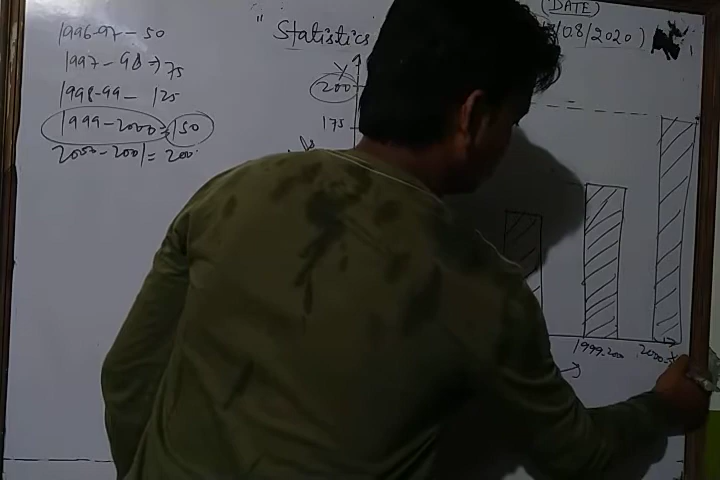 (DATE)
" Statistics
/08/2020)
1996-97 - 50
1997 - 98 → 75
1998-99 - 125
1999-2000 = 150
2000-2001 = 200
Y
200
175
1999-200
2000-